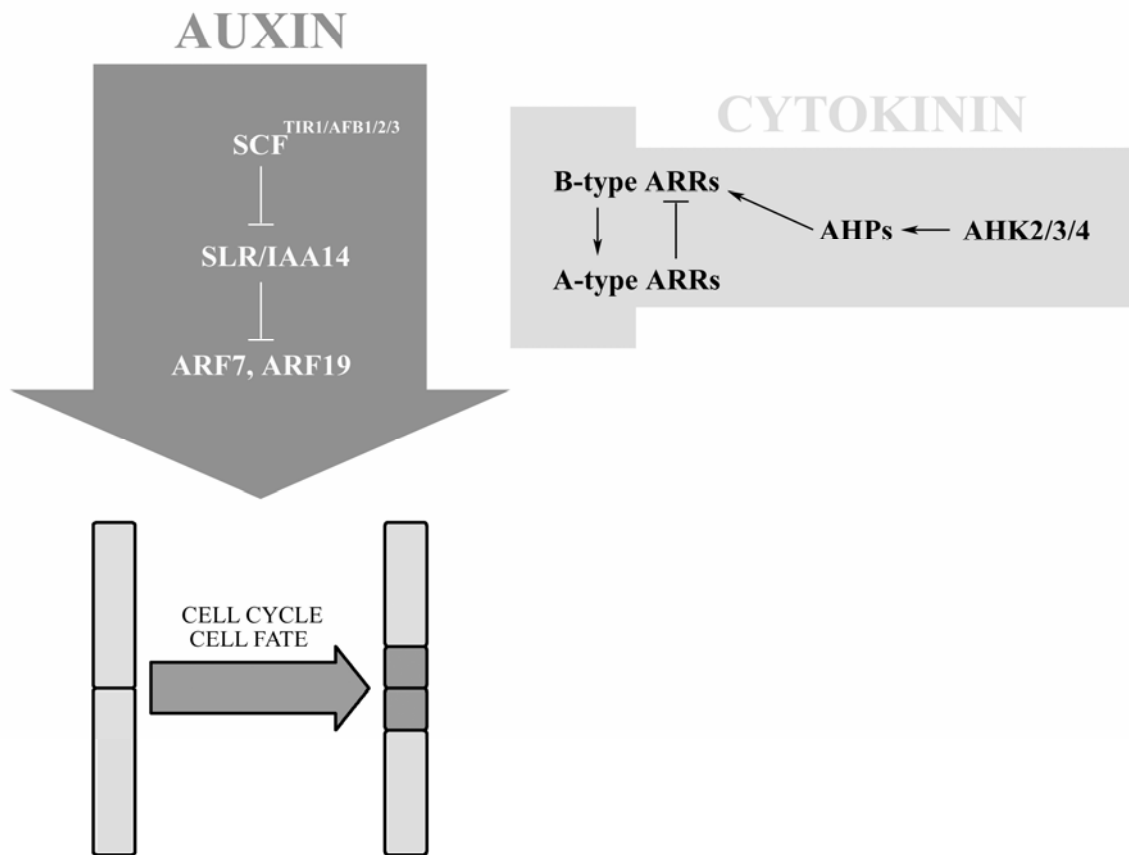 AUXIN
SCF^TIR1/AFB1/2/3
SLR/IAA14
ARF7, ARF19
CYTOKININ
B-type ARRs
AHPs
AHK2/3/4
A-type ARRs
CELL CYCLE
CELL FATE